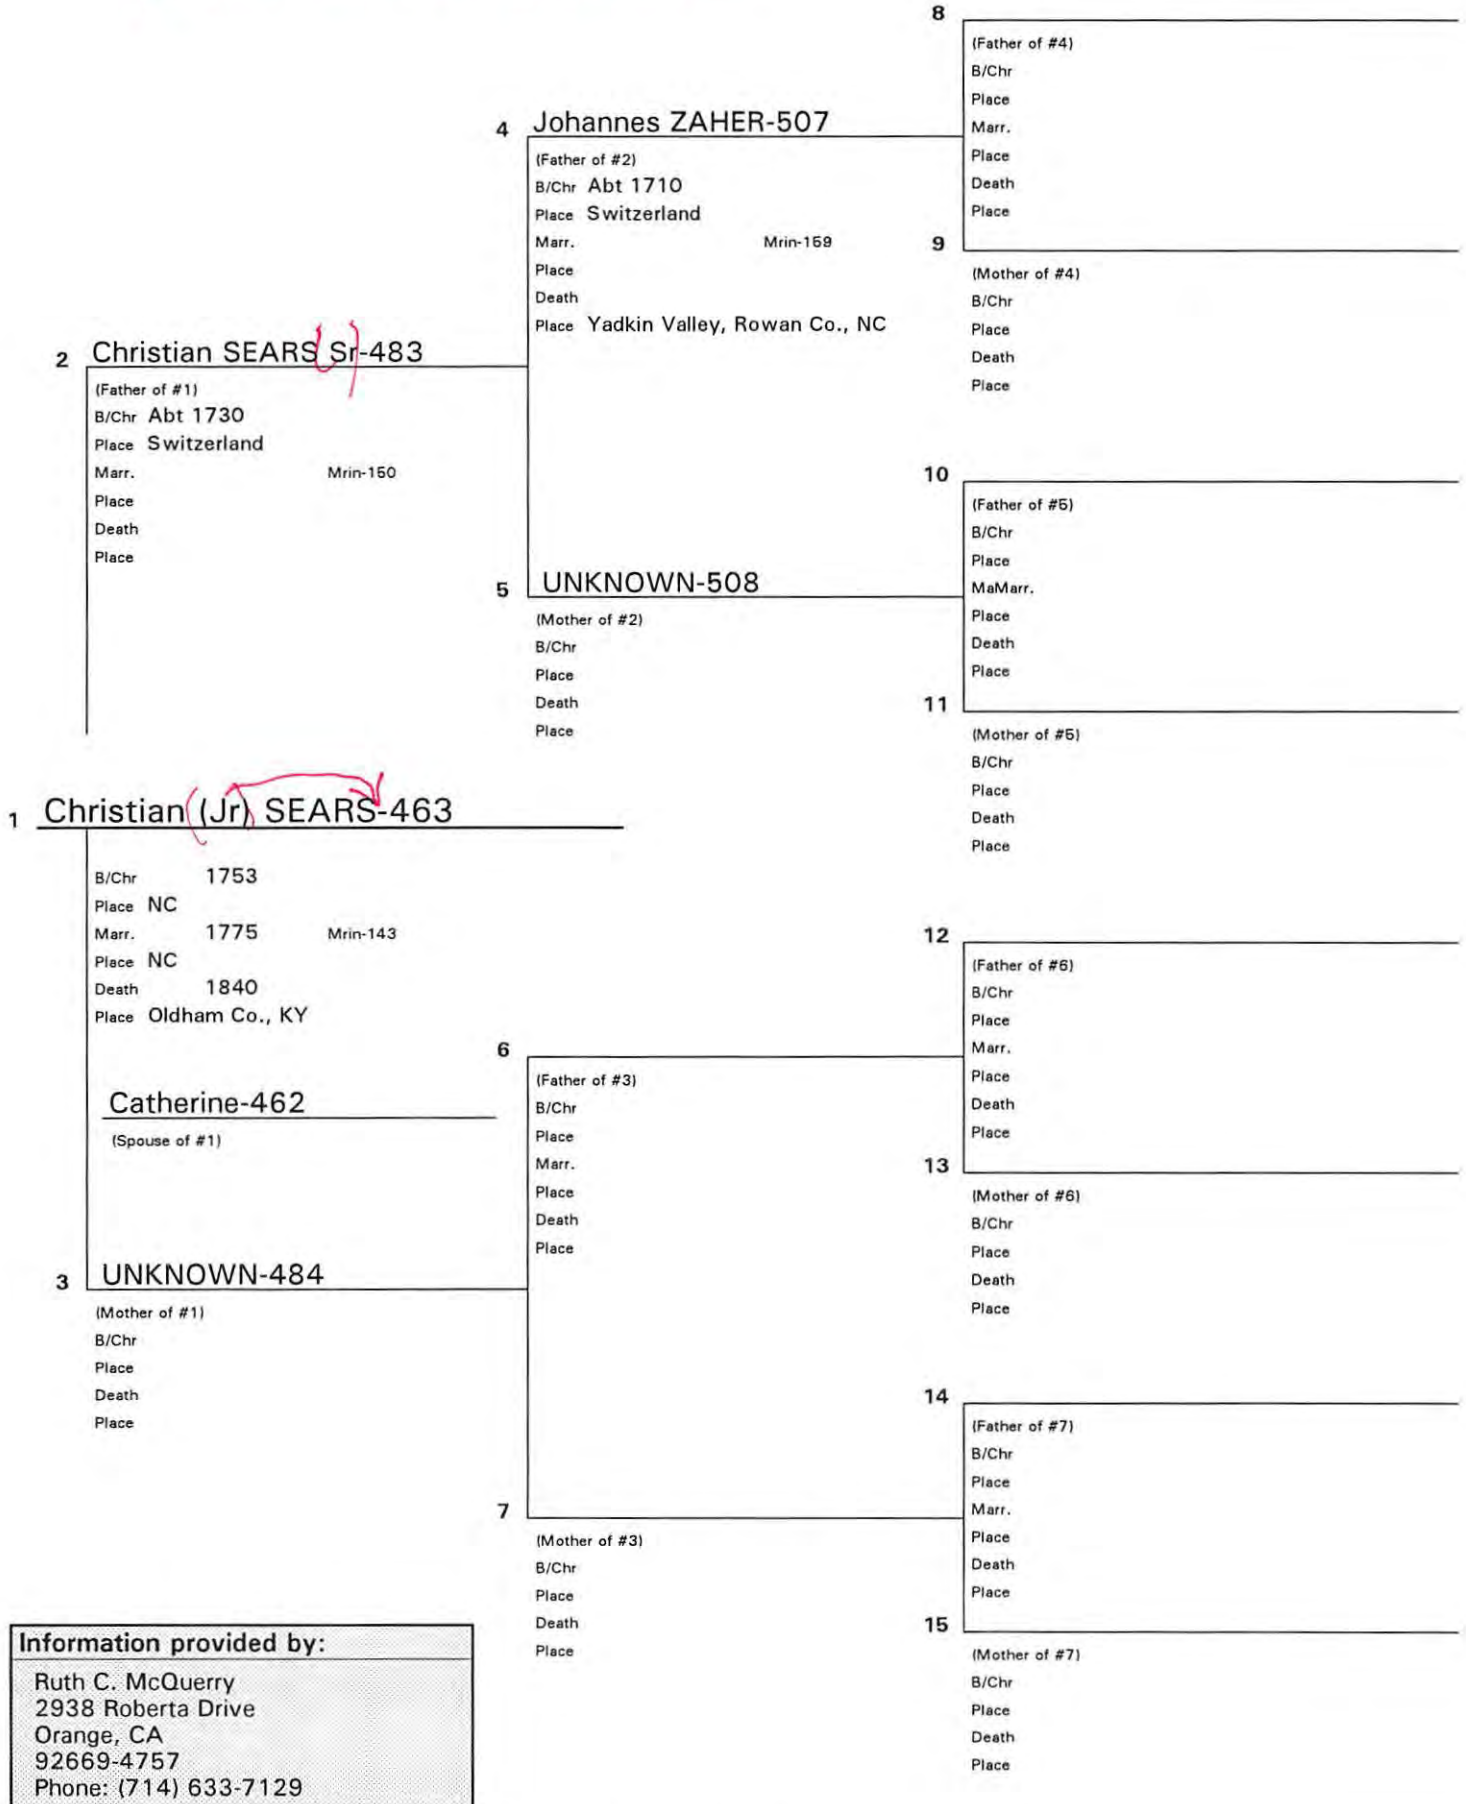 8
(Father of #4)
B/Chr
Place
Marr.
Place
Death
Place
4 Johannes ZAHER-507
(Father of #2)
B/Chr Abt 1710
Place Switzerland
Marr. Mrin-159
Place
Death
Place Yadkin Valley, Rowan Co., NC
9
(Mother of #4)
B/Chr
Place
Death
Place
2 Christian SEARS Sr-483
(Father of #1)
B/Chr Abt 1730
Place Switzerland
Marr. Mrin-150
Place
Death
Place
10
(Father of #5)
B/Chr
Place
MaMarr.
Place
Death
Place
5 UNKNOWN-508
(Mother of #2)
B/Chr
Place
Death
Place
11
(Mother of #5)
B/Chr
Place
Death
Place
1 Christian (Jr) SEARS-463
B/Chr 1753
Place NC
Marr. 1775 Mrin-143
Place NC
Death 1840
Place Oldham Co., KY
Catherine-462
(Spouse of #1)
12
(Father of #6)
B/Chr
Place
Marr.
Place
Death
Place
6
(Father of #3)
B/Chr
Place
Marr.
Place
Death
Place
13
(Mother of #6)
B/Chr
Place
Death
Place
3 UNKNOWN-484
(Mother of #1)
B/Chr
Place
Death
Place
14
(Father of #7)
B/Chr
Place
Marr.
Place
Death
Place
7
(Mother of #3)
B/Chr
Place
Death
Place
15
(Mother of #7)
B/Chr
Place
Death
Place
Information provided by:
Ruth C. McQuerry
2938 Roberta Drive
Orange, CA
92669-4757
Phone: (714) 633-7129